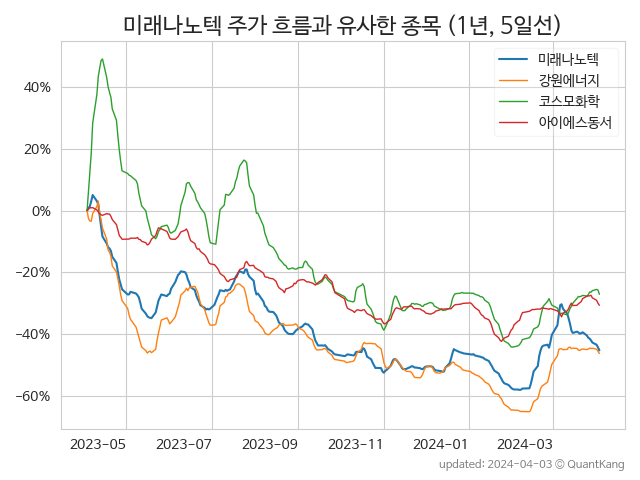 미래나노텍 주가 흐름과 유사한 종목 (1년, 5일선)
미래나노텍
강원에너지
코스모화학
아이에스동서
40%
20%
0%
−20%
−40%
−60%
2023-05 2023-07 2023-09 2023-11 2024-01 2024-03
updated: 2024-04-03 © QuantKang